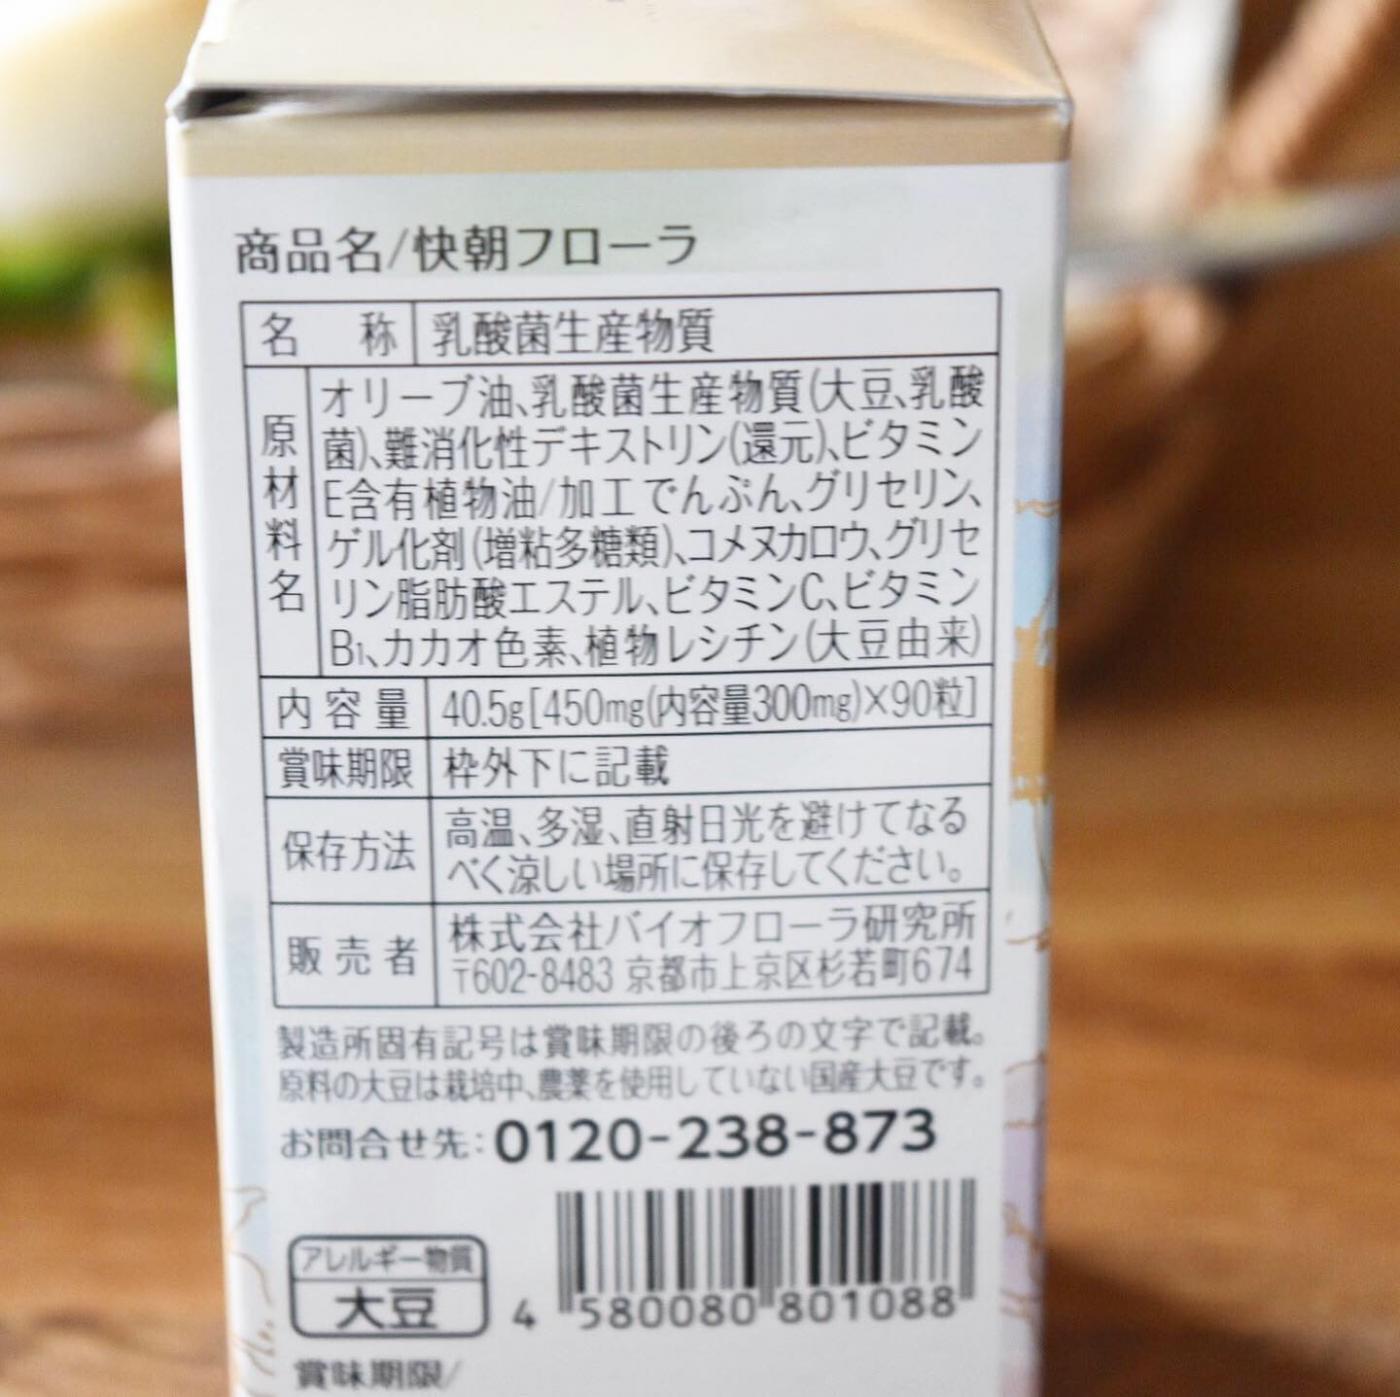 商品名/快朝フローラ
名 称 乳酸菌生産物質
原材料名
オリーブ油、乳酸菌生産物質(大豆、乳酸
菌)、難消化性デキストリン(還元)、ビタミン
E含有植物油/加工でんぷん、グリセリン、
ゲル化剤(増粘多糖類)、コメヌカロウ、グリセ
リン脂肪酸エステル、ビタミンC、ビタミン
B₁、カカオ色素、植物レシチン(大豆由来)
内容量 40.5g[450mg(内容量300mg)×90粒]
賞味期限 枠外下に記載
保存方法
高温、多湿、直射日光を避けてなる
べく涼しい場所に保存してください。
販売者
株式会社バイオフローラ研究所
〒602-8483 京都市上京区杉若町674
製造所固有記号は賞味期限の後ろの文字で記載。
原料の大豆は栽培中、農薬を使用していない国産大豆です。
お問合せ先:0120-238-873
アレルギー物質
大豆
4 580080 801088
賞味期限/